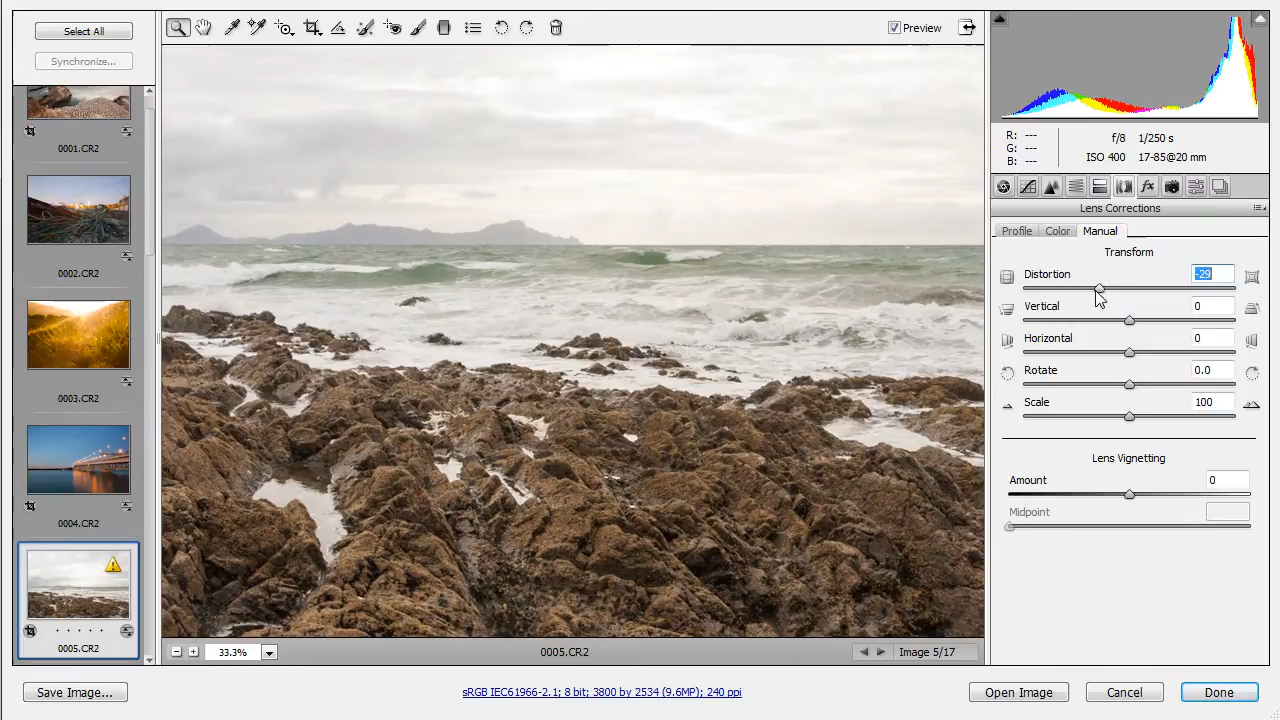 Select All
Synchronize...
Preview
0001.CR2
0002.CR2
0003.CR2
0004.CR2
0005.CR2
R: ---
G: ---
B: ---
f/8 1/250 s
ISO 400 17-85@20 mm
fx
Lens Corrections
Profile Color Manual
Transform
Distortion -29
Vertical 0
Horizontal 0
Rotate 0.0
Scale 100
Lens Vignetting
Amount 0
Midpoint
33.3% 0005.CR2 Image 5/17
Save Image... sRGB IEC61966-2.1; 8 bit; 3800 by 2534 (9.6MP); 240 ppi Open Image Cancel Done